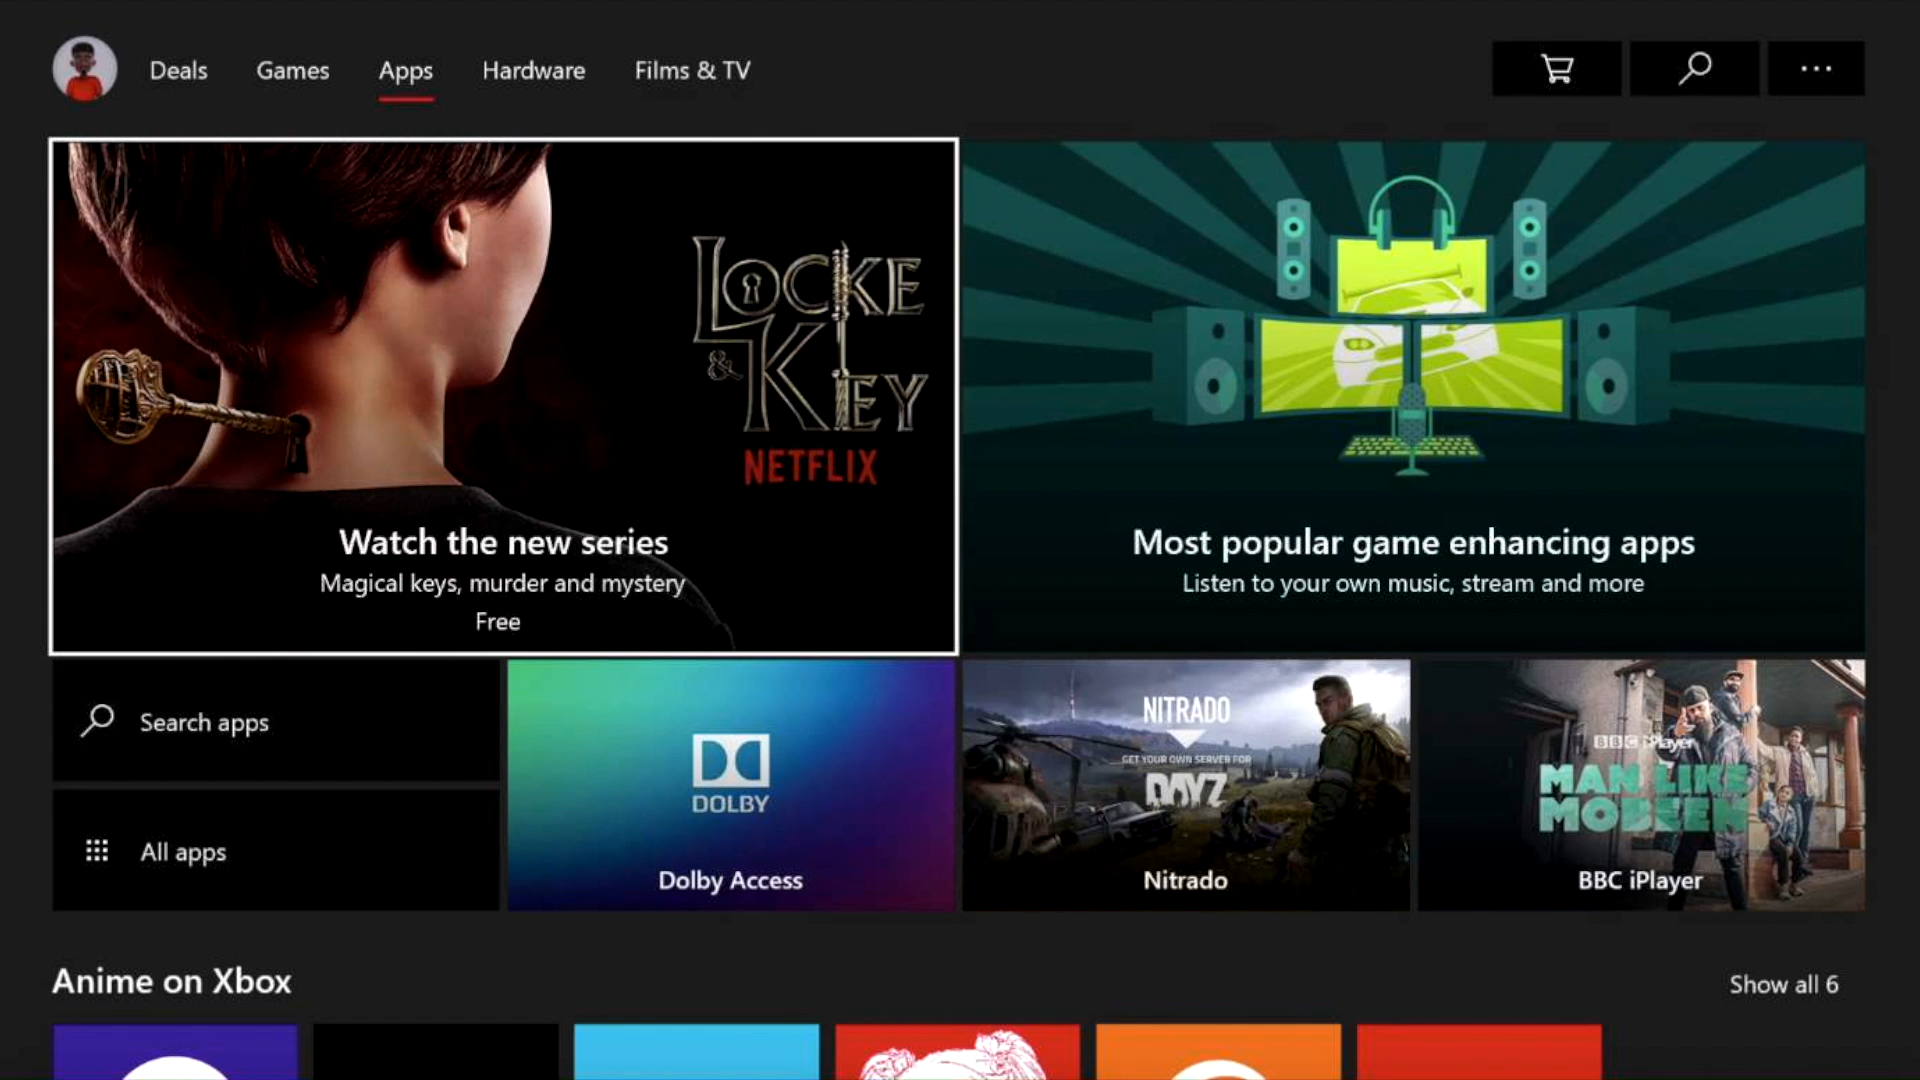 Deals
Games
Apps
Hardware
Films & TV
LOCKE
& KEY
NETFLIX
Watch the new series
Magical keys, murder and mystery
Free
Most popular game enhancing apps
Listen to your own music, stream and more
Search apps
All apps
DOLBY
Dolby Access
NITRADO
GET YOUR OWN SERVER FOR
DAYZ
Nitrado
BBC iPlayer
MAN LIKE
MOBEEN
BBC iPlayer
Anime on Xbox
Show all 6